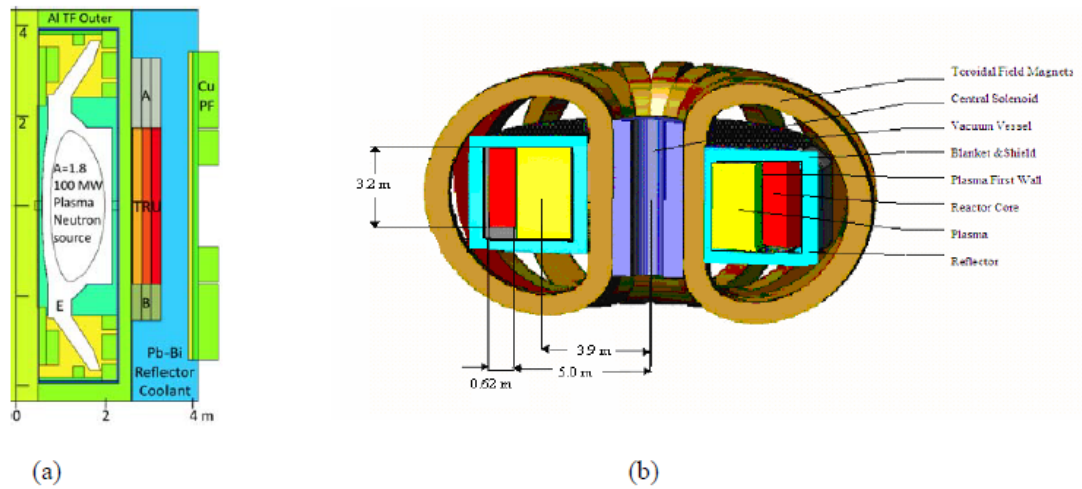 Al TF Outer
4
A
Cu
PF
2
A=1.8
100 MW
Plasma
Neutron
source
TRU
E
B
Pb-Bi
Reflector
Coolant
0
2
4 m
(a)
Toroidal Field Magnets
Central Solenoid
Vacuum Vessel
Blanket & Shield
Plasma First Wall
Reactor Core
Plasma
Reflector
3.2 m
3.9 m
5.0 m
0.62 m
(b)